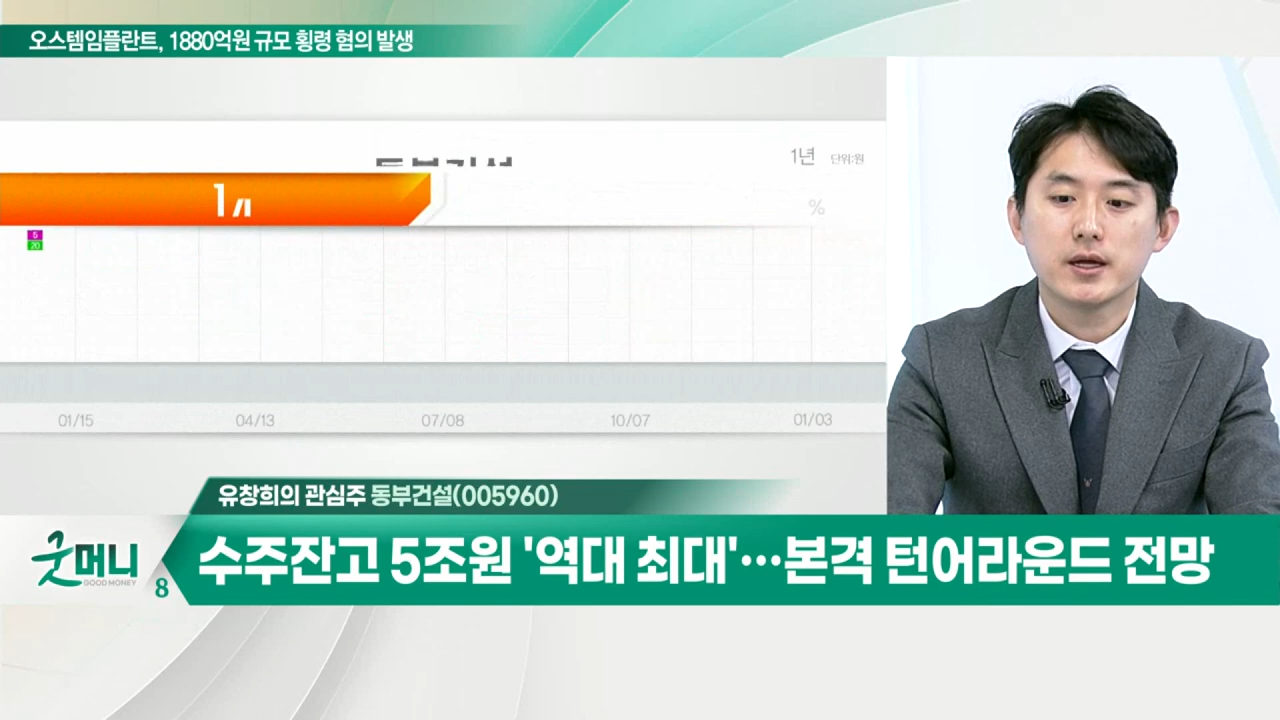 오스템임플란트, 1880억원 규모 횡령 혐의 발생
1년 단위:원
1
%
5
20
01/15 04/13 07/08 10/07 01/03
유창희의 관심주 동부건설(005960)
굿머니
GOOD MONEY
8
수주잔고 5조원 '역대 최대'…본격 턴어라운드 전망